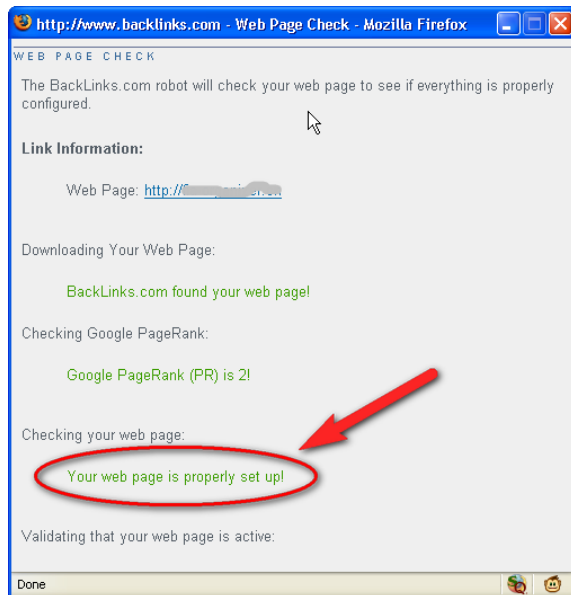 http://www.backlinks.com - Web Page Check - Mozilla Firefox
WEB PAGE CHECK
The BackLinks.com robot will check your web page to see if everything is properly
configured.
Link Information:
Web Page: http://
Downloading Your Web Page:
BackLinks.com found your web page!
Checking Google PageRank:
Google PageRank (PR) is 2!
Checking your web page:
Your web page is properly set up!
Validating that your web page is active:
Done